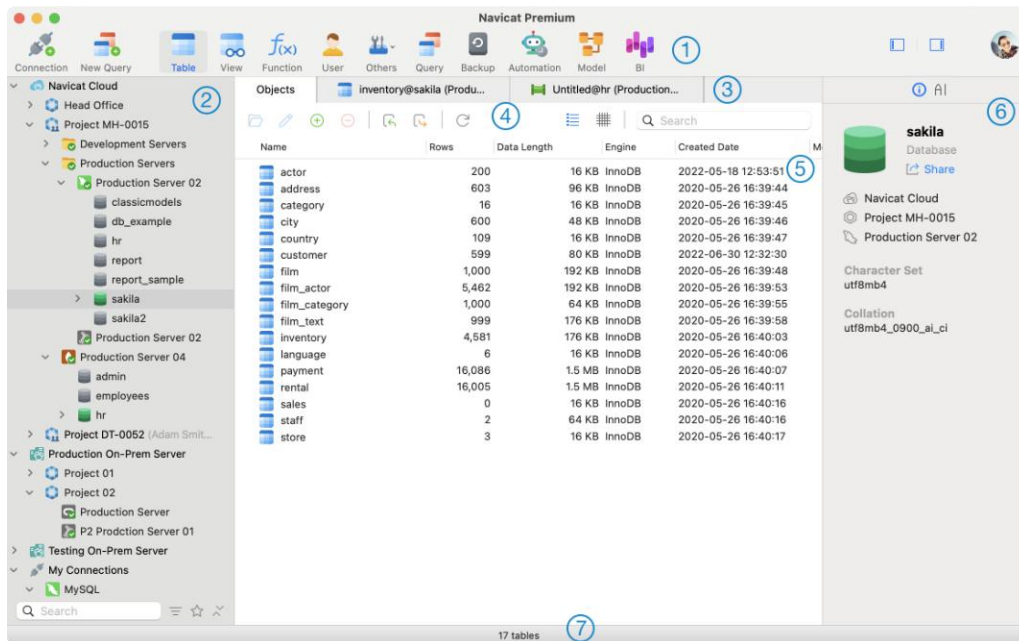 Navicat Premium
Connection New Query Table View Function User Others Query Backup Automation Model BI
f(x)
1
Navicat Cloud
2
Head Office
Project MH-0015
Development Servers
Production Servers
Production Server 02
classicmodels
db_example
hr
report
report_sample
sakila
sakila2
Production Server 02
Production Server 04
admin
employees
hr
Project DT-0052 (Adam Smit...
Production On-Prem Server
Project 01
Project 02
Production Server
P2 Prodction Server 01
Testing On-Prem Server
My Connections
MySQL
Search
Objects inventory@sakila (Produ... Untitled@hr (Production... 3
4 Search
Name Rows Data Length Engine Created Date M
actor 200 16 KB InnoDB 2022-05-18 12:53:51 5
address 603 96 KB InnoDB 2020-05-26 16:39:44
category 16 16 KB InnoDB 2020-05-26 16:39:45
city 600 48 KB InnoDB 2020-05-26 16:39:46
country 109 16 KB InnoDB 2020-05-26 16:39:47
customer 599 80 KB InnoDB 2022-06-30 12:32:30
film 1,000 192 KB InnoDB 2020-05-26 16:39:48
film_actor 5,462 192 KB InnoDB 2020-05-26 16:39:53
film_category 1,000 64 KB InnoDB 2020-05-26 16:39:55
film_text 999 176 KB InnoDB 2020-05-26 16:39:58
inventory 4,581 176 KB InnoDB 2020-05-26 16:40:03
language 6 16 KB InnoDB 2020-05-26 16:40:06
payment 16,086 1.5 MB InnoDB 2020-05-26 16:40:07
rental 16,005 1.5 MB InnoDB 2020-05-26 16:40:11
sales 0 16 KB InnoDB 2020-05-26 16:40:16
staff 2 64 KB InnoDB 2020-05-26 16:40:16
store 3 16 KB InnoDB 2020-05-26 16:40:17
AI
6
sakila
Database
Share
Navicat Cloud
Project MH-0015
Production Server 02
Character Set
utf8mb4
Collation
utf8mb4_0900_ai_ci
17 tables 7